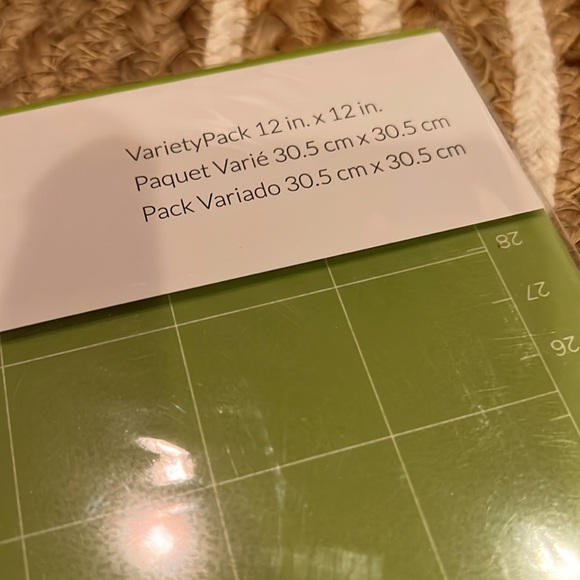 VarietyPack 12 in. x 12 in.
Paquet Varié 30.5 cm x 30.5 cm
Pack Variado 30.5 cm x 30.5 cm
28
27
26